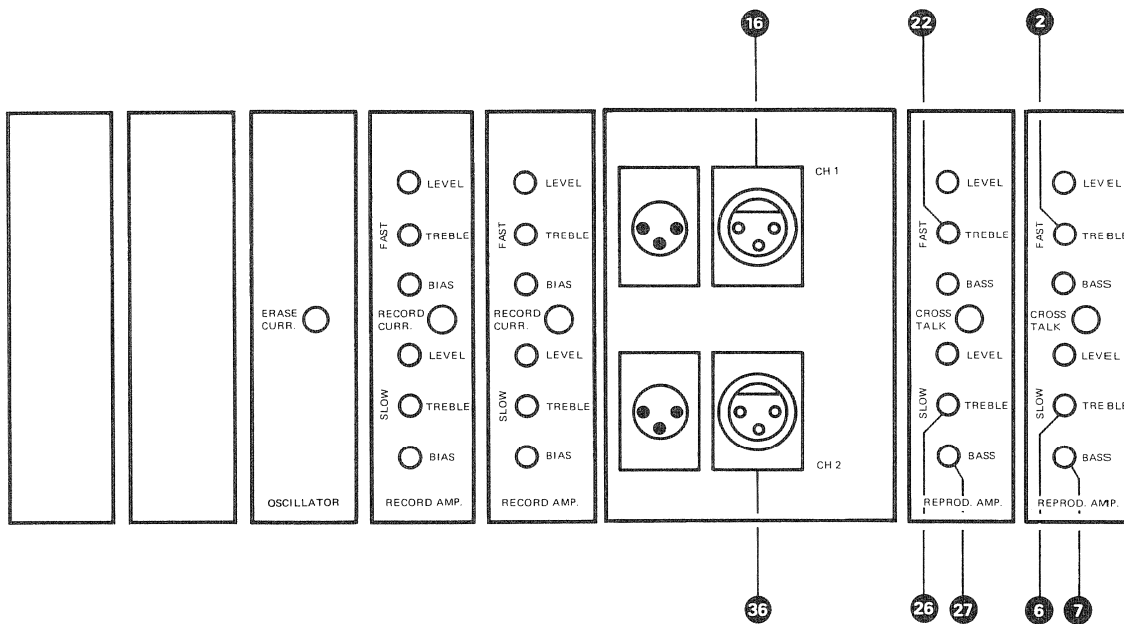 16 22 2
CH 1
LEVEL LEVEL LEVEL LEVEL
FAST TREBLE FAST TREBLE FAST TREBLE FAST TREBLE
BIAS BIAS BASS BASS
ERASE CURR.
RECORD CURR.
RECORD CURR.
CROSS TALK
CROSS TALK
LEVEL LEVEL LEVEL LEVEL
SLOW TREBLE SLOW TREBLE SLOW TREBLE SLOW TREBLE
BIAS BIAS BASS BASS
CH 2
OSCILLATOR RECORD AMP. RECORD AMP. REPROD. AMP. REPROD. AMP.
36 26 27 6 7